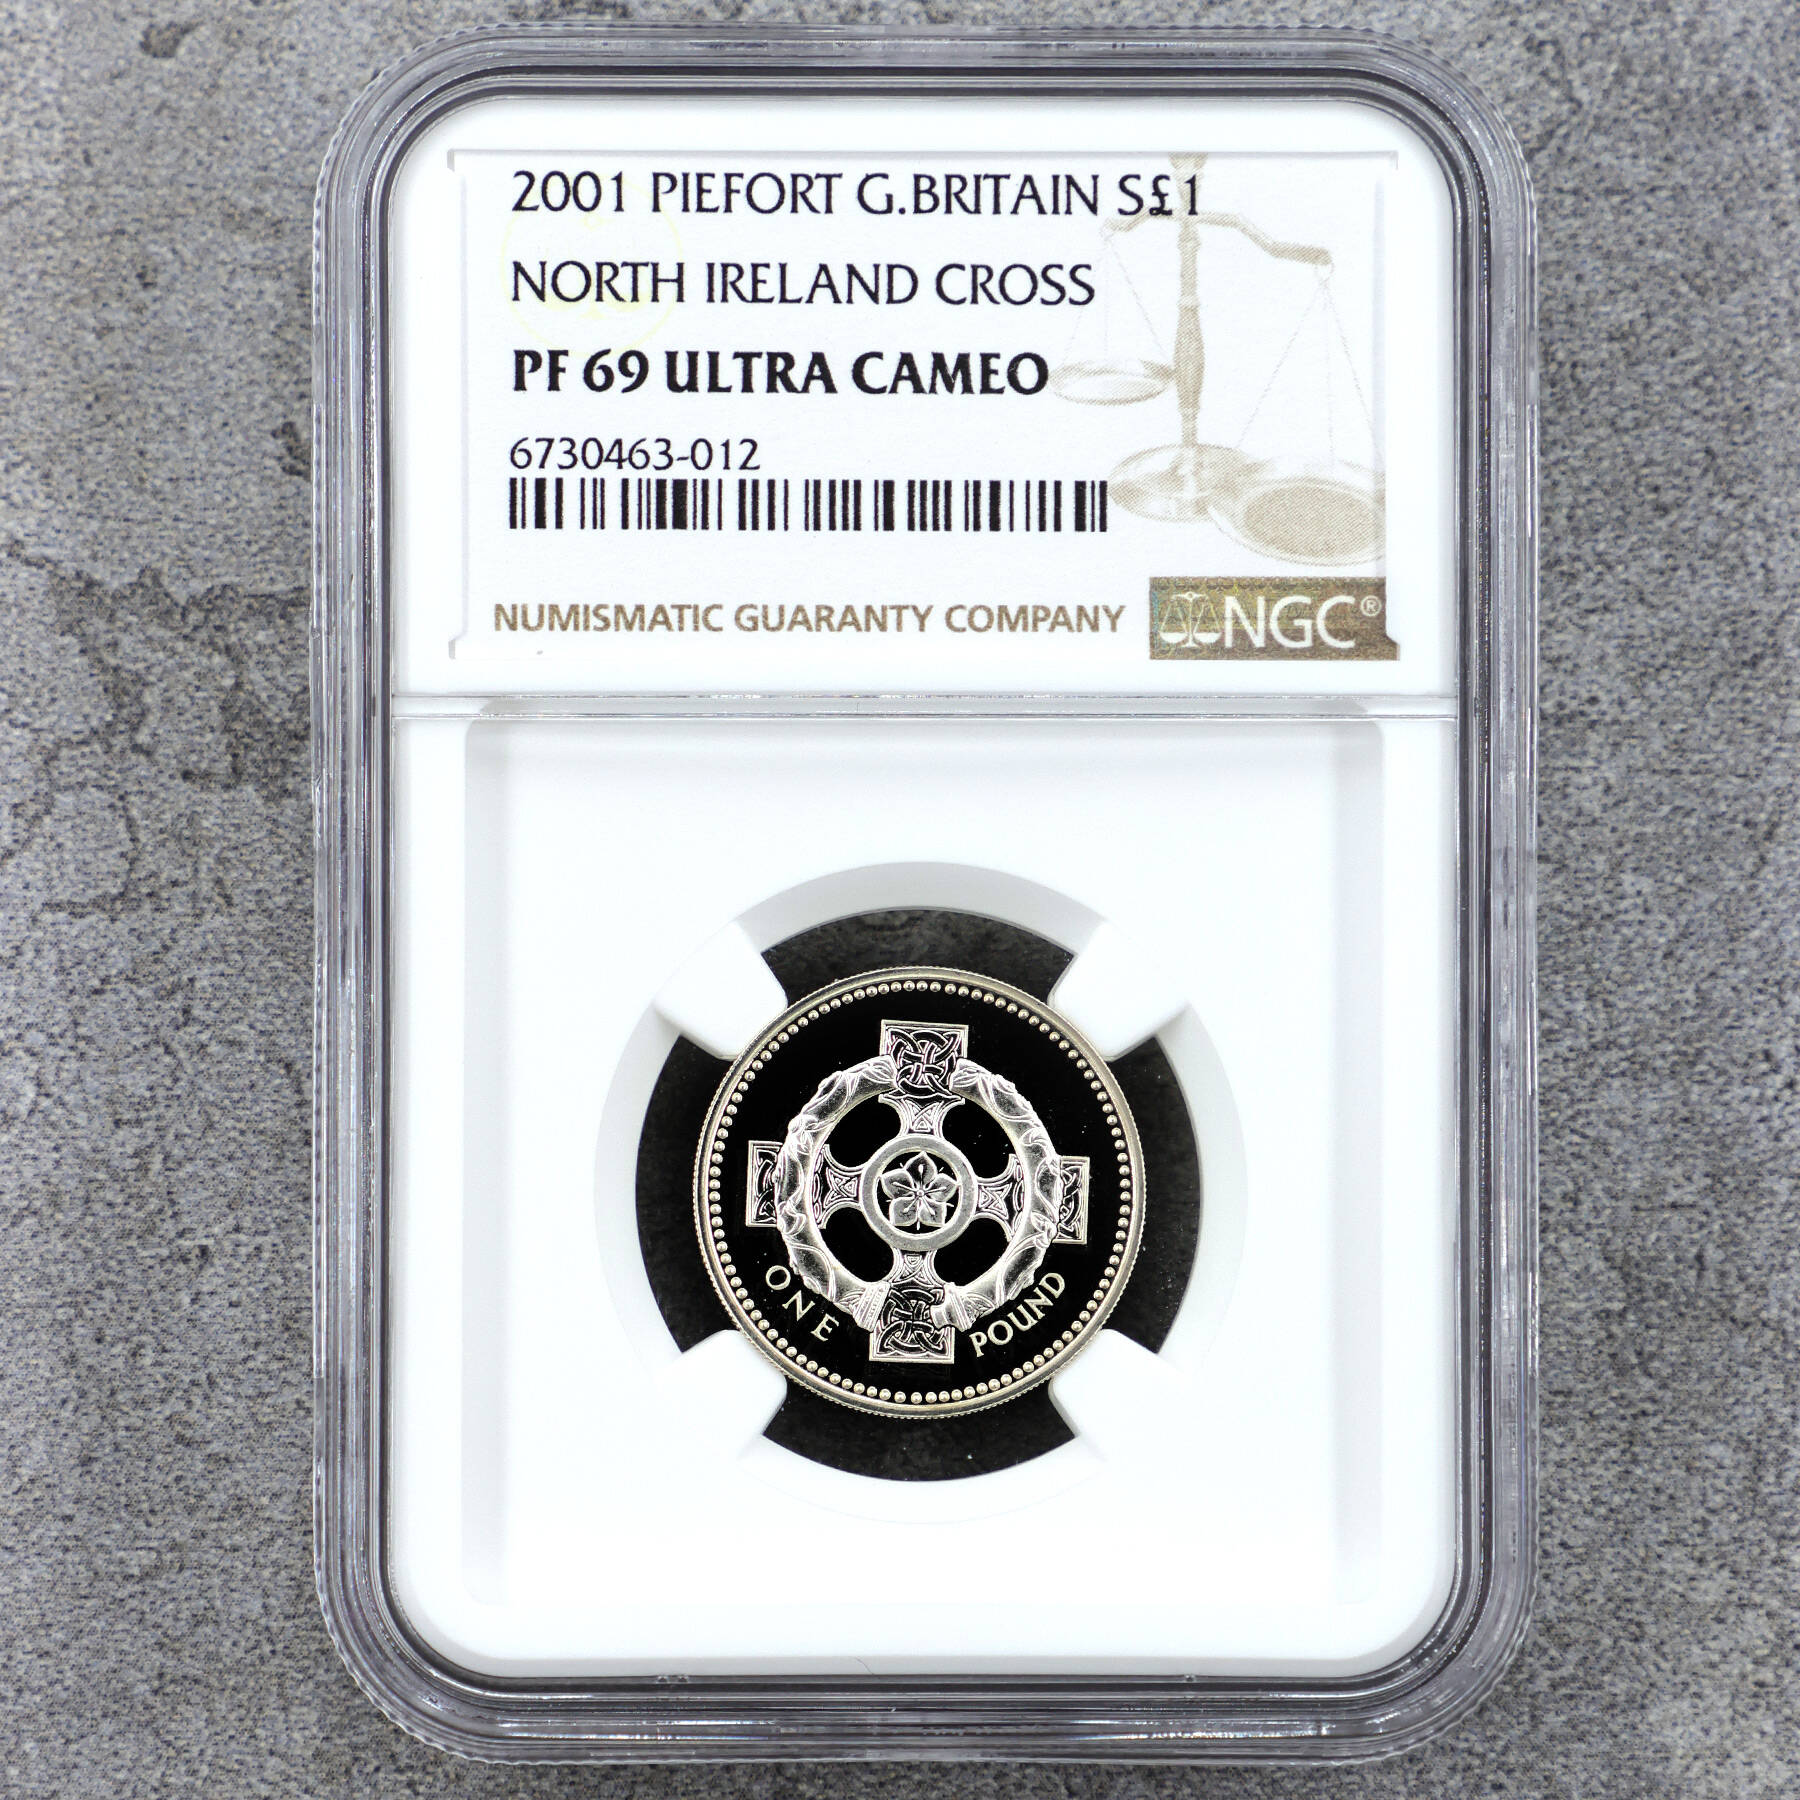 2001 PIEFORT G.BRITAIN S£1
NORTH IRELAND CROSS
PF 69 ULTRA CAMEO
6730463-012
NUMISMATIC GUARANTY COMPANY
NGC®
ONE POUND